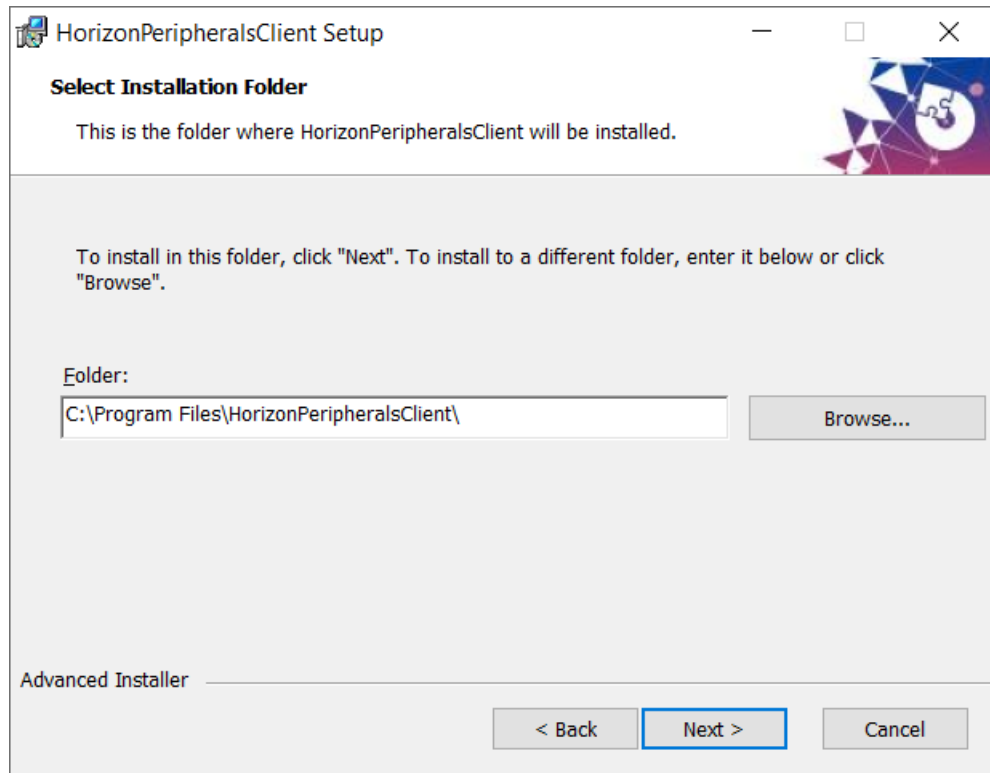 HorizonPeripheralsClient Setup
Select Installation Folder
This is the folder where HorizonPeripheralsClient will be installed.
To install in this folder, click "Next". To install to a different folder, enter it below or click
"Browse".
Folder:
C:\Program Files\HorizonPeripheralsClient\
Browse...
Advanced Installer
< Back
Next >
Cancel